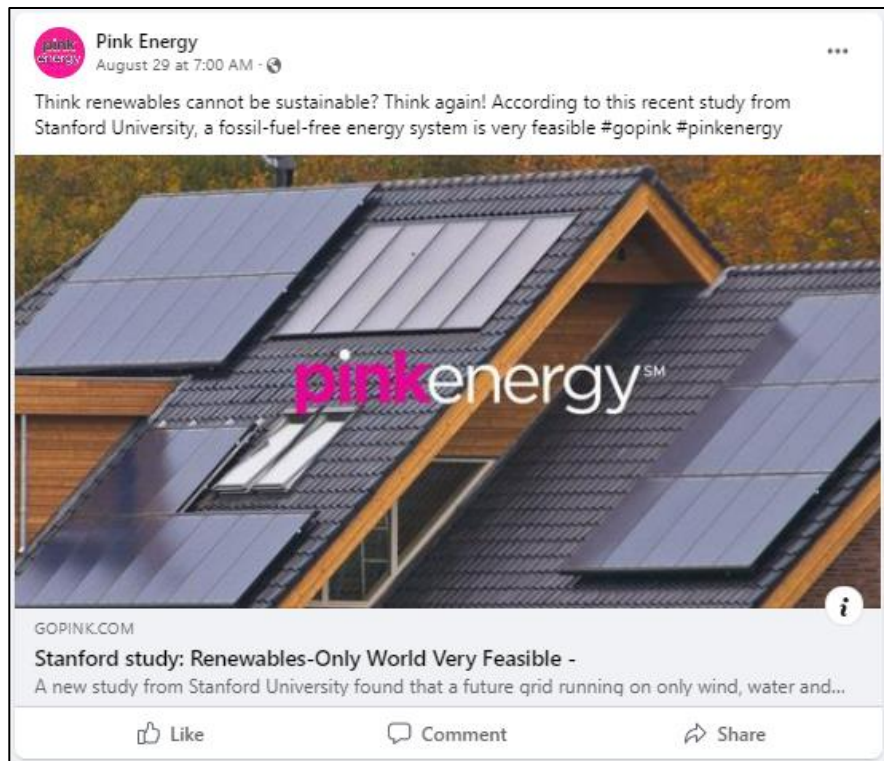 pink
energy
Pink Energy
August 29 at 7:00 AM ·
Think renewables cannot be sustainable? Think again! According to this recent study from
Stanford University, a fossil-fuel-free energy system is very feasible #gopink #pinkenergy
pinkenergy℠
i
GOPINK.COM
Stanford study: Renewables-Only World Very Feasible -
A new study from Stanford University found that a future grid running on only wind, water and...
Like
Comment
Share